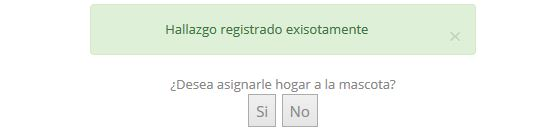 Hallazgo registrado exisotamente
×
¿Desea asignarle hogar a la mascota?
Si No